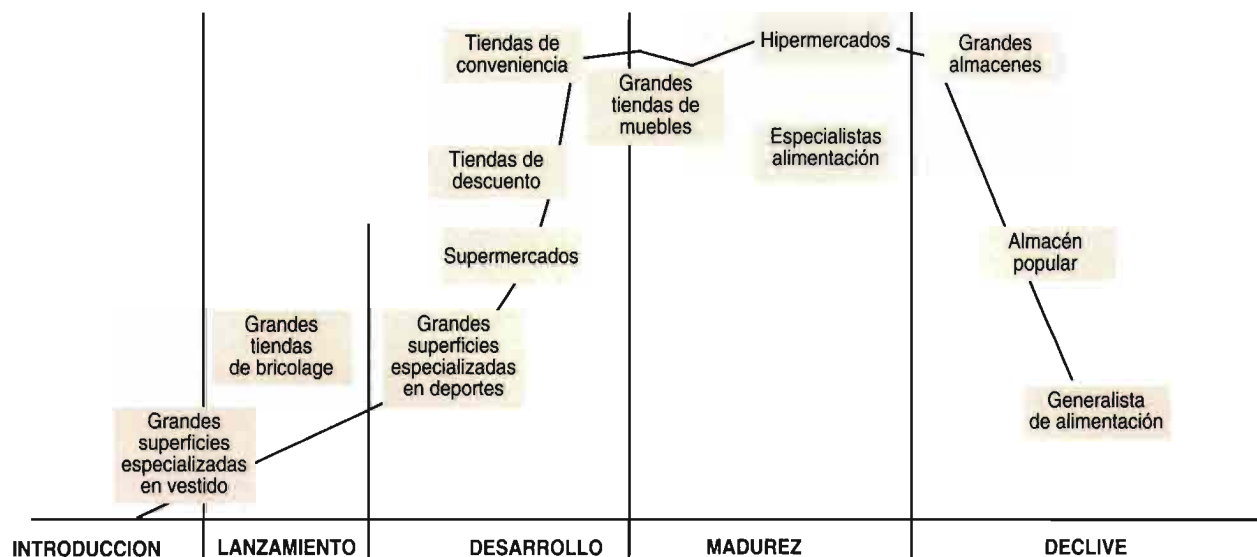 Tiendas de
conveniencia
Hipermercados
Grandes
almacenes
Grandes
tiendas de
muebles
Especialistas
alimentación
Tiendas de
descuento
Supermercados
Almacén
popular
Grandes
tiendas
de bricolage
Grandes
superficies
especializadas
en deportes
Generalista
de alimentación
Grandes
superficies
especializadas
en vestido
INTRODUCCION
LANZAMIENTO
DESARROLLO
MADUREZ
DECLIVE